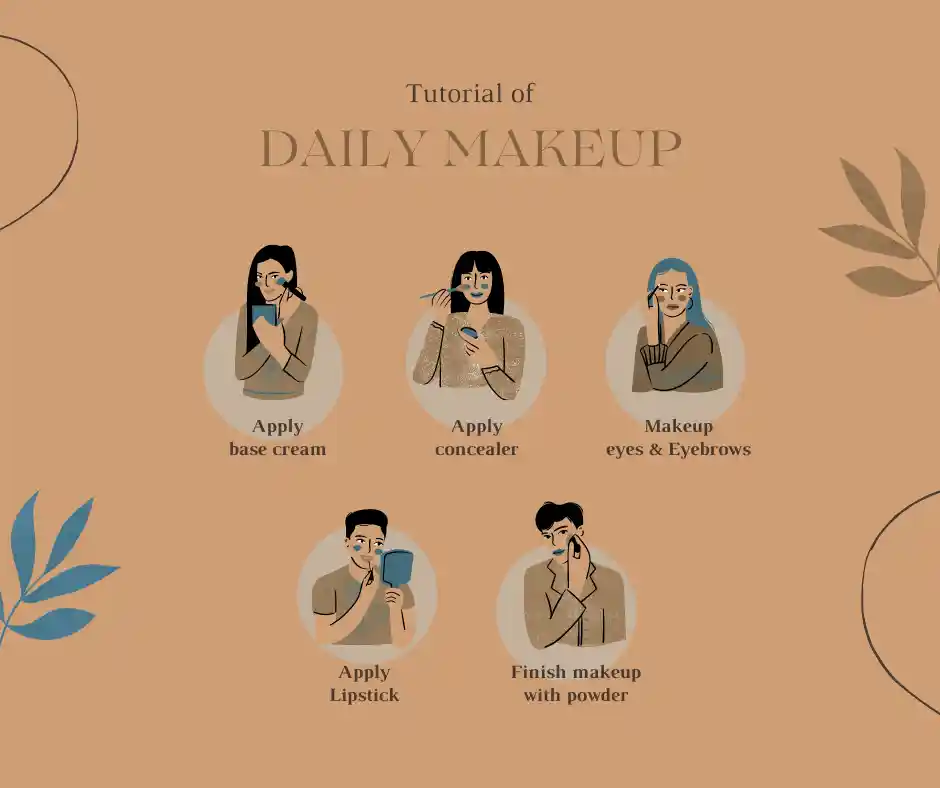 Tutorial of
DAILY MAKEUP
Apply
base cream
Apply
concealer
Makeup
eyes & Eyebrows
Apply
Lipstick
Finish makeup
with powder